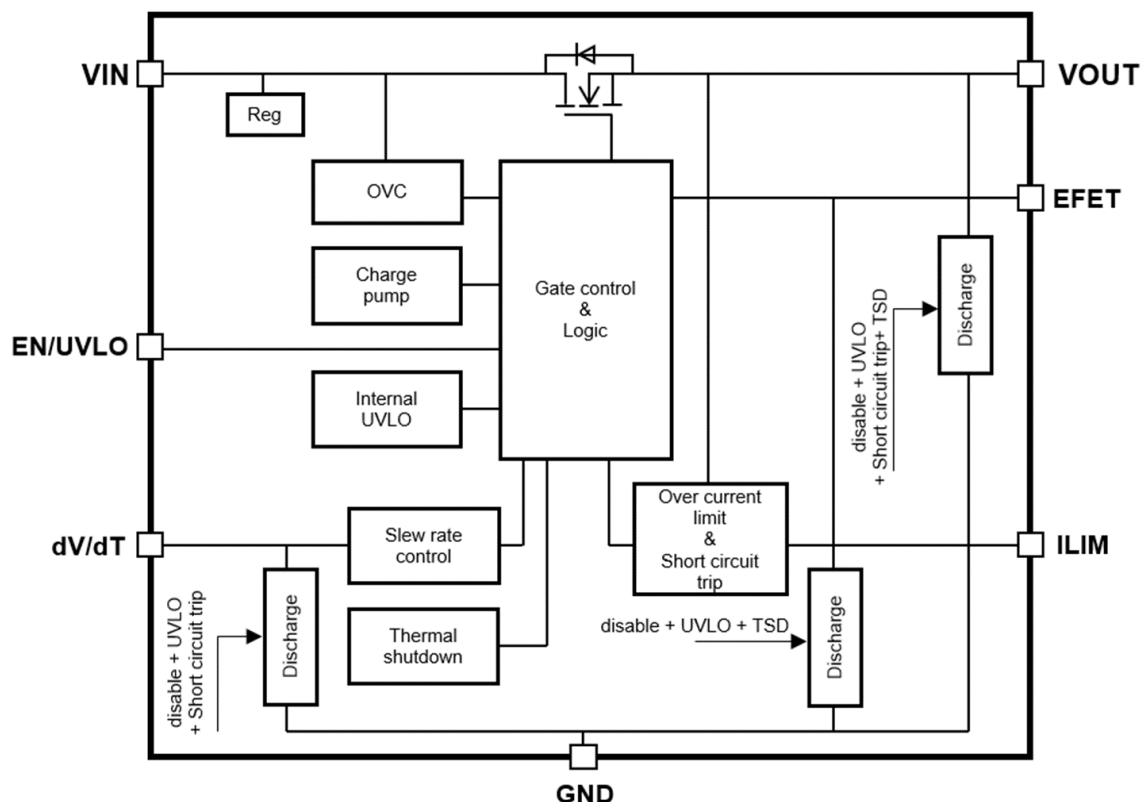 VIN
VOUT
Reg
OVC
EFET
Charge
pump
Gate control
&
Logic
Discharge
disable + UVLO
+ Short circuit trip+ TSD
EN/UVLO
Internal
UVLO
Over current
limit
&
Short circuit
trip
dV/dT
Slew rate
control
ILIM
Discharge
disable + UVLO
+ Short circuit trip
Thermal
shutdown
disable + UVLO + TSD
Discharge
GND